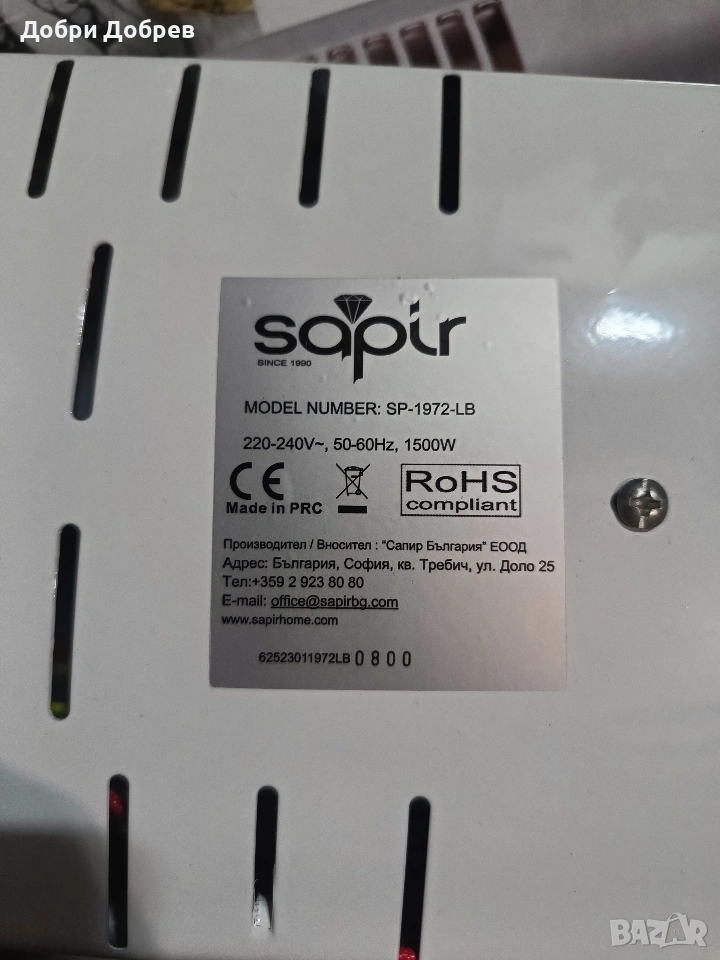 Добри Добрев
sapir
SINCE 1990
MODEL NUMBER: SP-1972-LB
220-240V~, 50-60Hz, 1500W
CE
RoHS
compliant
Made in PRC
Производител / Вносител : "Сапир България" ЕООД
Адрес: България, София, кв. Требич, ул. Доло 25
Тел:+359 2 923 80 80
E-mail: office@sapirbg.com
www.sapirhome.com
62523011972LB 0800
BAZAR